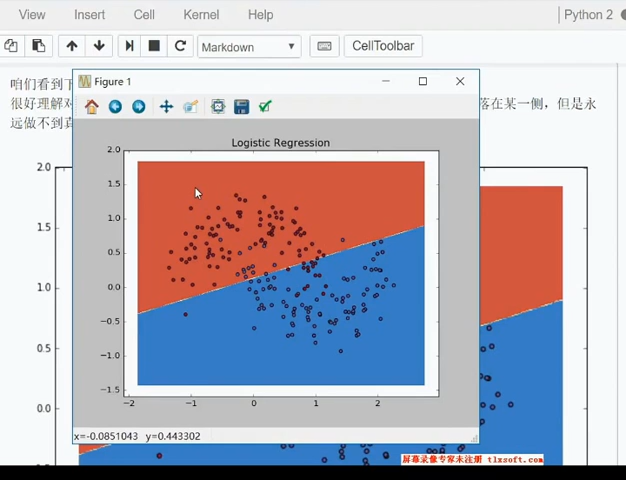 View Insert Cell Kernel Help Python 2
Markdown CellToolbar
咱们看到下
Figure 1
很好理解对
落在某一侧，但是永
远做不到真
Logistic Regression
2.0
1.5
1.0
0.5
0.0
−0.5
−1.0
−1.5
−2 −1 0 1 2
2.0
1.5
1.0
0.5
0.0
x=-0.0851043 y=0.443302
屏幕录像专家未注册 tlxsoft.com